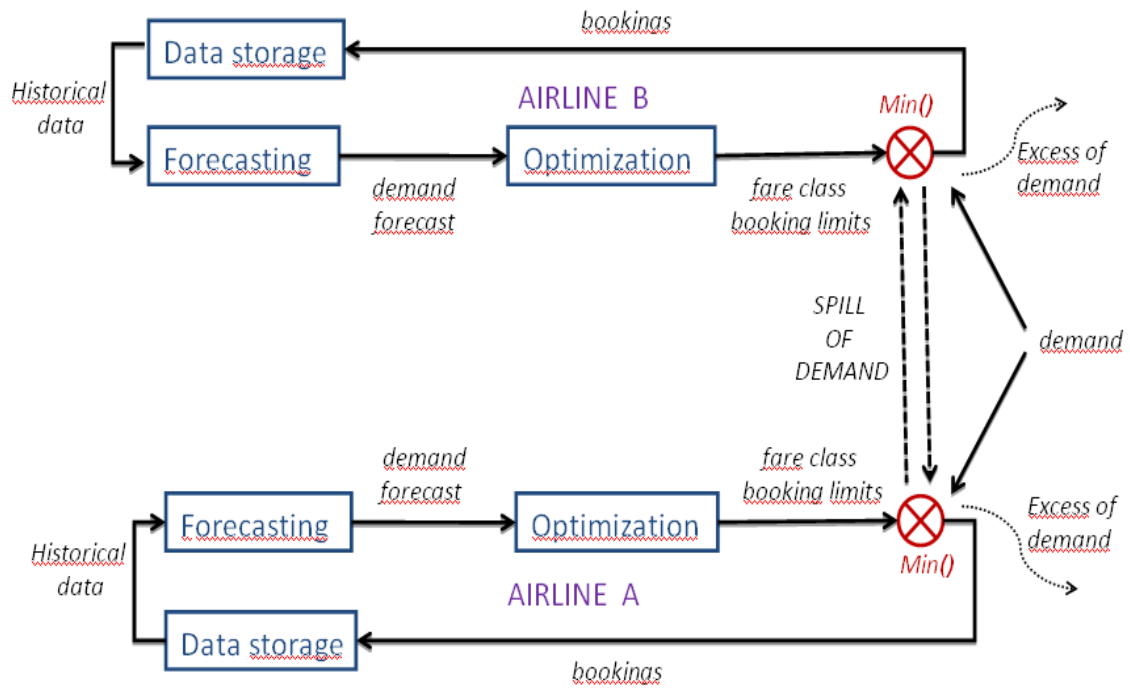 bookings
Data storage
Historical
data
AIRLINE B
Min()
Forecasting
Optimization
Excess of
demand
demand
forecast
fare class
booking limits
SPILL
OF
DEMAND
demand
demand
forecast
fare class
booking limits
Forecasting
Optimization
Excess of
demand
Historical
data
Min()
AIRLINE A
Data storage
bookings